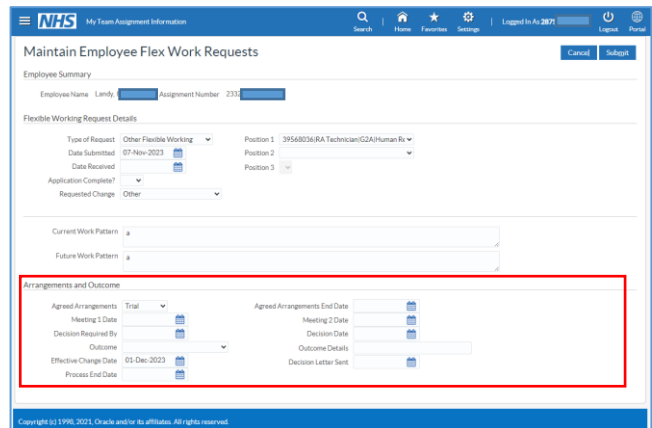 NHS My Team Assignment Information Search Home Favorites Settings Logged In As 2871 Logout Portal
Maintain Employee Flex Work Requests Cancel Submit
Employee Summary
Employee Name Landy, Assignment Number 2332
Flexible Working Request Details
Type of Request Other Flexible Working Position 1 39568036|RA Technician|G2A|Human Re
Date Submitted 07-Nov-2023 Position 2
Date Received Position 3
Application Complete?
Requested Change Other
Current Work Pattern a
Future Work Pattern a
Arrangements and Outcome
Agreed Arrangements Trial Agreed Arrangements End Date
Meeting 1 Date Meeting 2 Date
Decision Required By Decision Date
Outcome Outcome Details
Effective Change Date 01-Dec-2023 Decision Letter Sent
Process End Date
Copyright (c) 1998, 2021, Oracle and/or its affiliates. All rights reserved.